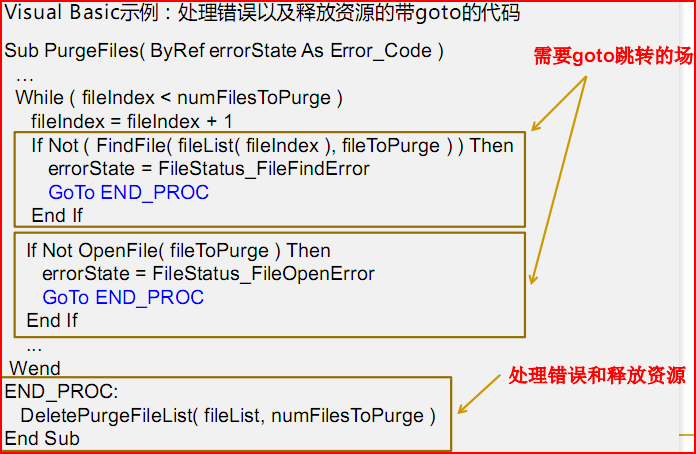 Visual Basic示例：处理错误以及释放资源的带goto的代码
Sub PurgeFiles( ByRef errorState As Error_Code )
需要goto跳转的场
...
While ( fileIndex < numFilesToPurge )
fileIndex = fileIndex + 1
If Not ( FindFile( fileList( fileIndex ), fileToPurge ) ) Then
errorState = FileStatus_FileFindError
GoTo END_PROC
End If
If Not OpenFile( fileToPurge ) Then
errorState = FileStatus_FileOpenError
GoTo END_PROC
End If
...
Wend
处理错误和释放资源
END_PROC:
DeletePurgeFileList( fileList, numFilesToPurge )
End Sub